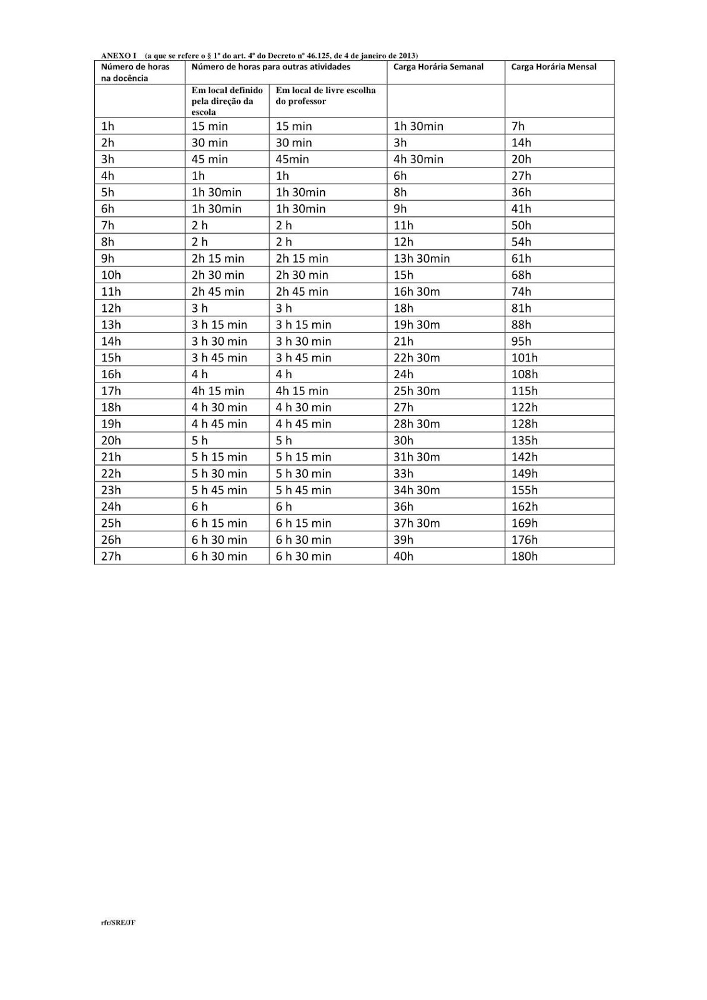 ANEXO I (a que se refere o § 1º do art. 4º do Decreto nº 46.125, de 4 de janeiro de 2013)
Número de horas na docência Número de horas para outras atividades Carga Horária Semanal Carga Horária Mensal
Em local definido pela direção da escola Em local de livre escolha do professor
1h 15 min 15 min 1h 30min 7h
2h 30 min 30 min 3h 14h
3h 45 min 45min 4h 30min 20h
4h 1h 1h 6h 27h
5h 1h 30min 1h 30min 8h 36h
6h 1h 30min 1h 30min 9h 41h
7h 2 h 2 h 11h 50h
8h 2 h 2 h 12h 54h
9h 2h 15 min 2h 15 min 13h 30min 61h
10h 2h 30 min 2h 30 min 15h 68h
11h 2h 45 min 2h 45 min 16h 30m 74h
12h 3 h 3 h 18h 81h
13h 3 h 15 min 3 h 15 min 19h 30m 88h
14h 3 h 30 min 3 h 30 min 21h 95h
15h 3 h 45 min 3 h 45 min 22h 30m 101h
16h 4 h 4 h 24h 108h
17h 4h 15 min 4h 15 min 25h 30m 115h
18h 4 h 30 min 4 h 30 min 27h 122h
19h 4 h 45 min 4 h 45 min 28h 30m 128h
20h 5 h 5 h 30h 135h
21h 5 h 15 min 5 h 15 min 31h 30m 142h
22h 5 h 30 min 5 h 30 min 33h 149h
23h 5 h 45 min 5 h 45 min 34h 30m 155h
24h 6 h 6 h 36h 162h
25h 6 h 15 min 6 h 15 min 37h 30m 169h
26h 6 h 30 min 6 h 30 min 39h 176h
27h 6 h 30 min 6 h 30 min 40h 180h
rfr/SRE/JF